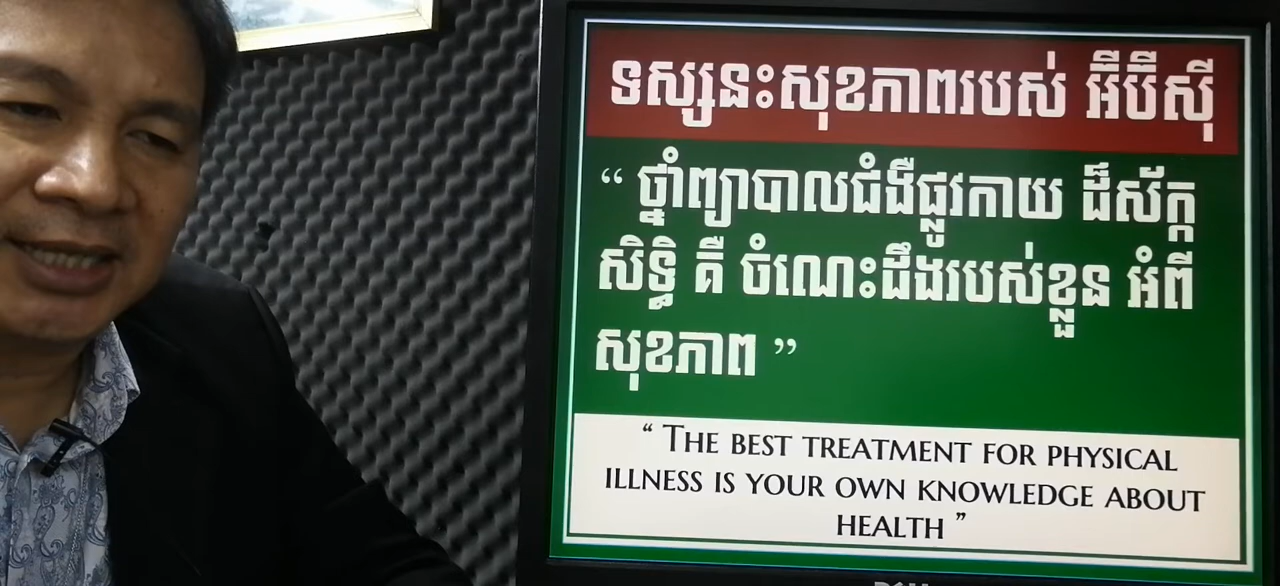 ទស្សនះសុខភាពរបស់ អ៊ីប៊ីស៊ី
“ ថ្នាំព្យាបាលជំងឺផ្លូវកាយ ដ៏ស័ក្ត
សិទ្ធិ គឺ ចំណេះដឹងរបស់ខ្លួន អំពី
សុខភាព ”
“ THE BEST TREATMENT FOR PHYSICAL
ILLNESS IS YOUR OWN KNOWLEDGE ABOUT
HEALTH ”